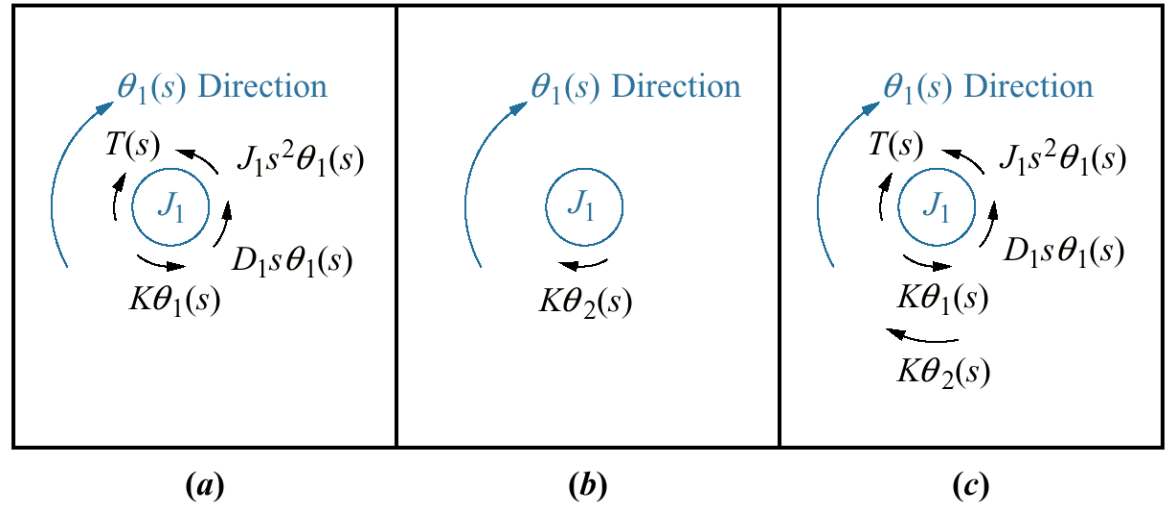 θ₁(s) Direction
T(s)
J₁s²θ₁(s)
J₁
D₁sθ₁(s)
Kθ₁(s)
(a)
θ₁(s) Direction
J₁
Kθ₂(s)
(b)
θ₁(s) Direction
T(s)
J₁s²θ₁(s)
J₁
D₁sθ₁(s)
Kθ₁(s)
Kθ₂(s)
(c)